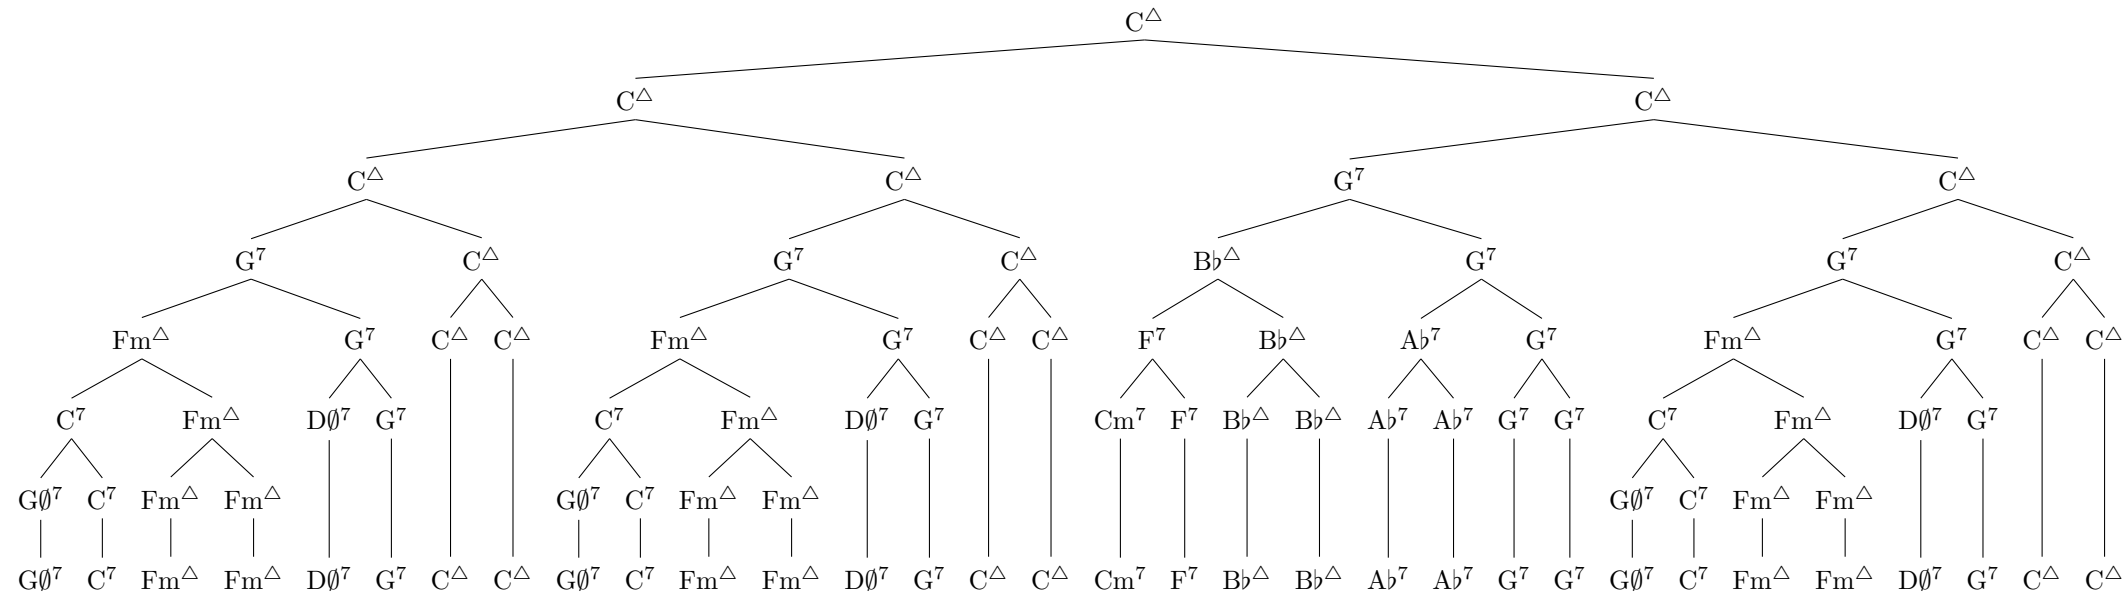 C△
C△ C△
C△ C△ G⁷ C△
G⁷ C△ G⁷ C△ B♭△ G⁷ G⁷ C△
Fm△ G⁷ C△ C△ Fm△ G⁷ C△ C△ F⁷ B♭△ A♭⁷ G⁷ Fm△ G⁷ C△ C△
C⁷ Fm△ D∅⁷ G⁷ C⁷ Fm△ D∅⁷ G⁷ Cm⁷ F⁷ B♭△ B♭△ A♭⁷ A♭⁷ G⁷ G⁷ C⁷ Fm△ D∅⁷ G⁷
G∅⁷ C⁷ Fm△ Fm△ G∅⁷ C⁷ Fm△ Fm△ G∅⁷ C⁷ Fm△ Fm△
G∅⁷ C⁷ Fm△ Fm△ D∅⁷ G⁷ C△ C△ G∅⁷ C⁷ Fm△ Fm△ D∅⁷ G⁷ C△ C△ Cm⁷ F⁷ B♭△ B♭△ A♭⁷ A♭⁷ G⁷ G⁷ G∅⁷ C⁷ Fm△ Fm△ D∅⁷ G⁷ C△ C△